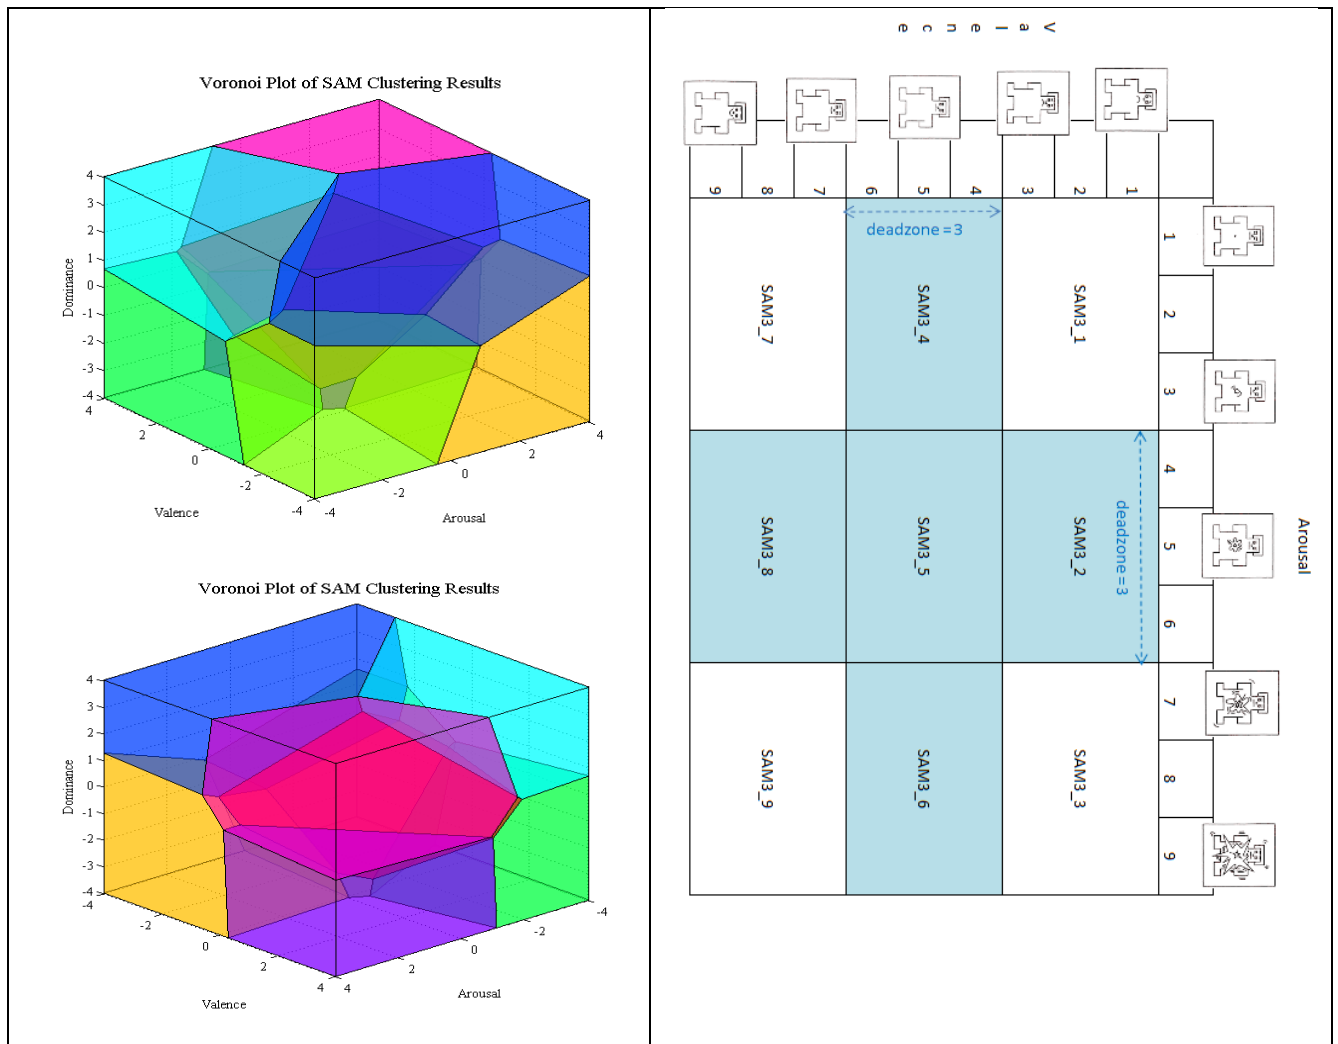 Voronoi Plot of SAM Clustering Results
4
3
2
1
0
-1
-2
-3
-4
Dominance
4
2
0
-2
-4
Valence
-4
-2
0
2
4
Arousal
Voronoi Plot of SAM Clustering Results
4
3
2
1
0
-1
-2
-3
-4
Dominance
-4
-2
0
2
4
Valence
4
2
0
-2
-4
Arousal
Valence
1
2
3
4
5
6
7
8
9
Arousal
1
2
3
4
5
6
7
8
9
deadzone = 3
deadzone = 3
SAM3_1
SAM3_4
SAM3_7
SAM3_2
SAM3_5
SAM3_8
SAM3_3
SAM3_6
SAM3_9